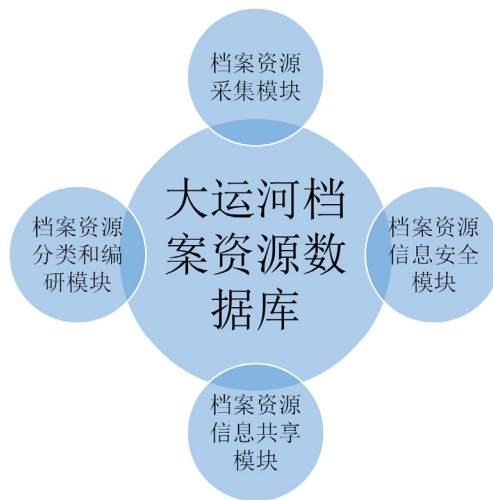 档案资源
采集模块
大运河档
案资源数
据库
档案资源
分类和编
研模块
档案资源
信息安全
模块
档案资源
信息共享
模块